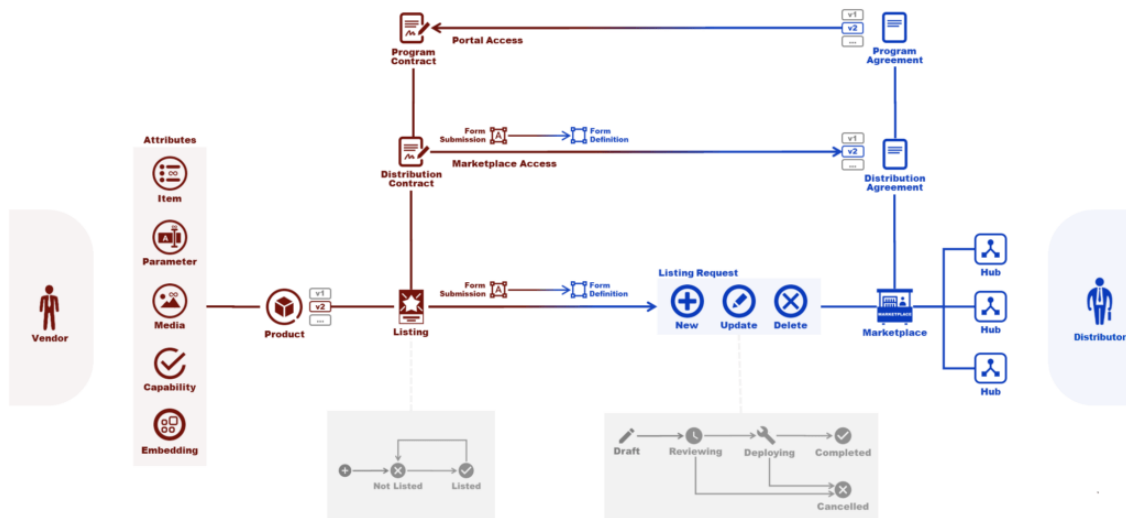 v1
v2
...
Portal Access
Program
Contract
Program
Agreement
Form
Submission
A
Form
Definition
v1
v2
...
Marketplace Access
Distribution
Contract
Distribution
Agreement
Attributes
Item
A
Parameter
Media
Capability
Embedding
Vendor
Product
v1
v2
...
Listing
Form
Submission
A
Form
Definition
Listing Request
New
Update
Delete
MARKETPLACE
Marketplace
Hub
Hub
Hub
Distributor
Not Listed
Listed
Draft
Reviewing
Deploying
Completed
Cancelled